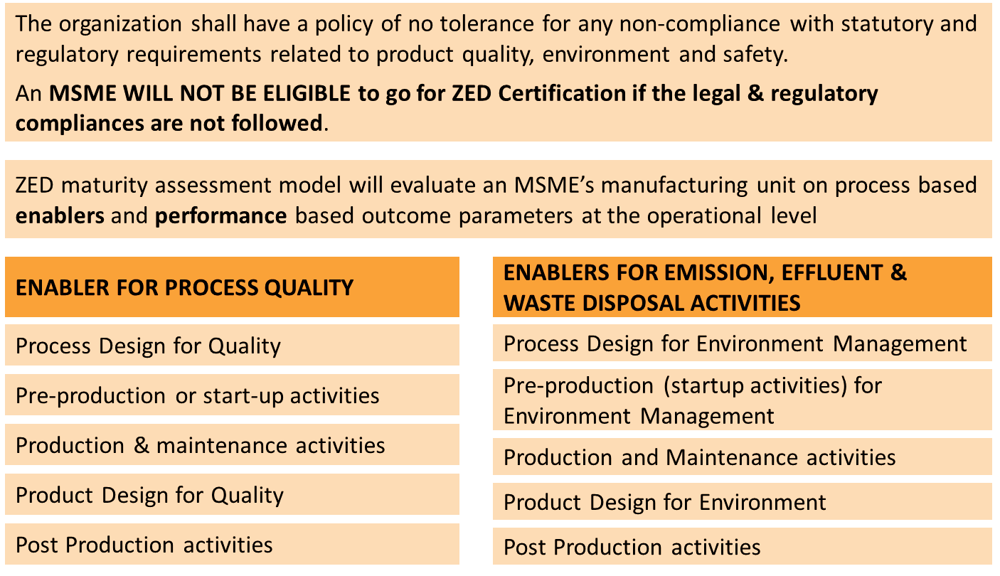 The organization shall have a policy of no tolerance for any non-compliance with statutory and
regulatory requirements related to product quality, environment and safety.
An MSME WILL NOT BE ELIGIBLE to go for ZED Certification if the legal & regulatory
compliances are not followed.
ZED maturity assessment model will evaluate an MSME’s manufacturing unit on process based
enablers and performance based outcome parameters at the operational level
ENABLER FOR PROCESS QUALITY
Process Design for Quality
Pre-production or start-up activities
Production & maintenance activities
Product Design for Quality
Post Production activities
ENABLERS FOR EMISSION, EFFLUENT &
WASTE DISPOSAL ACTIVITIES
Process Design for Environment Management
Pre-production (startup activities) for
Environment Management
Production and Maintenance activities
Product Design for Environment
Post Production activities